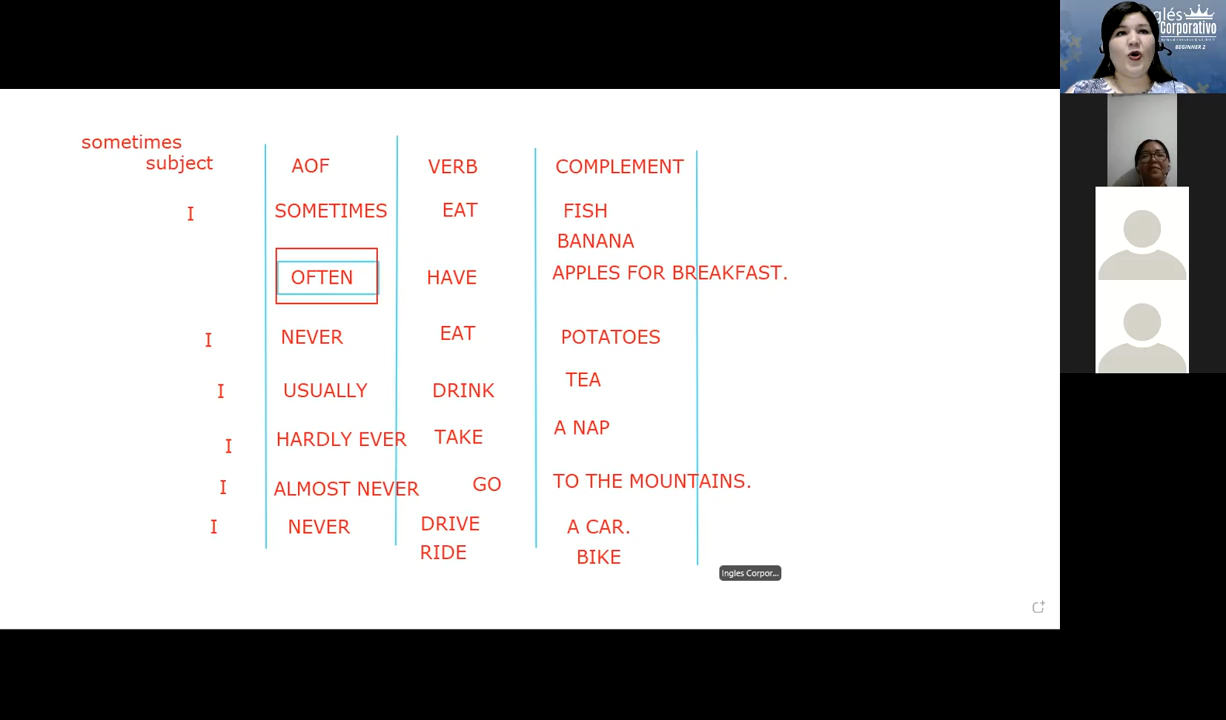 sometimes
subject AOF VERB COMPLEMENT
I SOMETIMES EAT FISH
BANANA
OFTEN HAVE APPLES FOR BREAKFAST.
I NEVER EAT POTATOES
I USUALLY DRINK TEA
I HARDLY EVER TAKE A NAP
I ALMOST NEVER GO TO THE MOUNTAINS.
I NEVER DRIVE A CAR.
RIDE BIKE
Ingles Corpor...
glés
Corporativo
BEGINNER 2